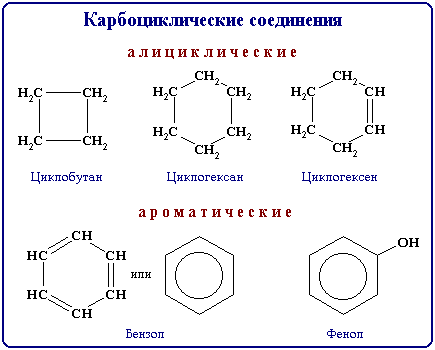 Карбоциклические соединения
алициклические
CH2 CH2
H2C CH2 H2C CH2 H2C CH
H2C CH2 H2C CH2 H2C CH
CH2 CH2
Циклобутан Циклогексан Циклогексен
ароматические
CH OH
HC CH или
HC CH
CH
Бензол Фенол